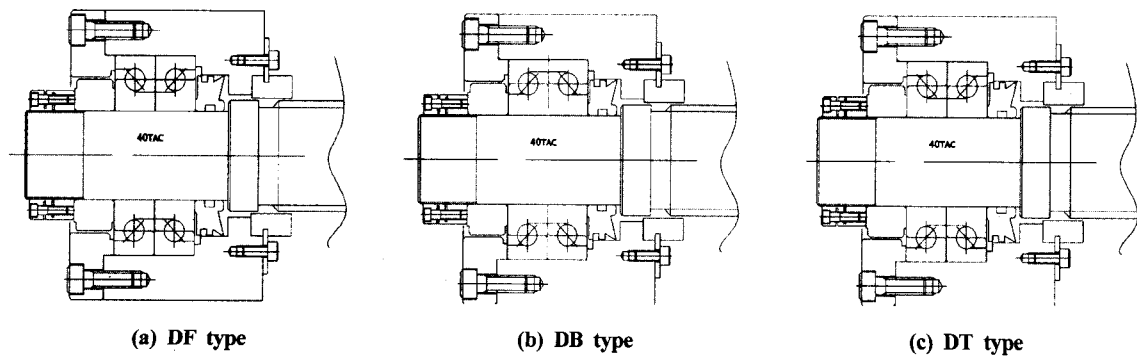 40TAC
40TAC
40TAC
(a) DF type
(b) DB type
(c) DT type